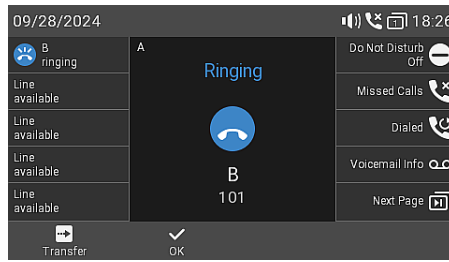 09/28/2024
1
18:26
B
ringing
Line
available
Line
available
Line
available
Line
available
A
Ringing
B
101
Do Not Disturb
Off
Missed Calls
Dialed
Voicemail Info
Next Page
Transfer
OK